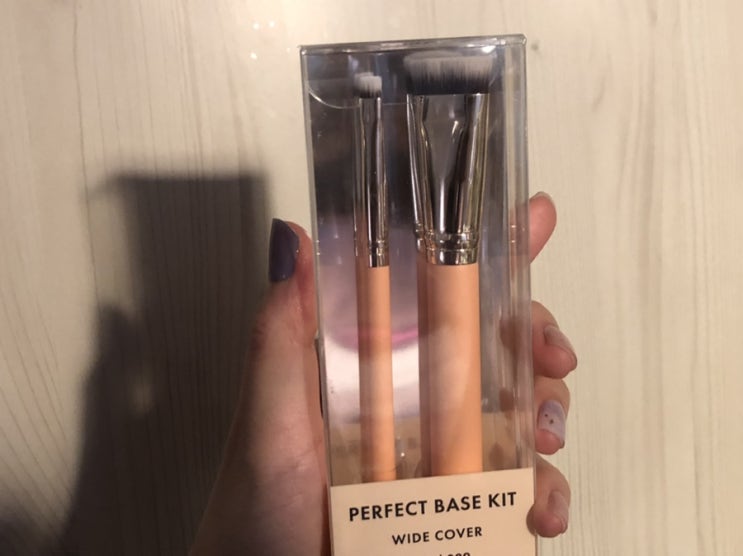 PERFECT BASE KIT
WIDE COVER